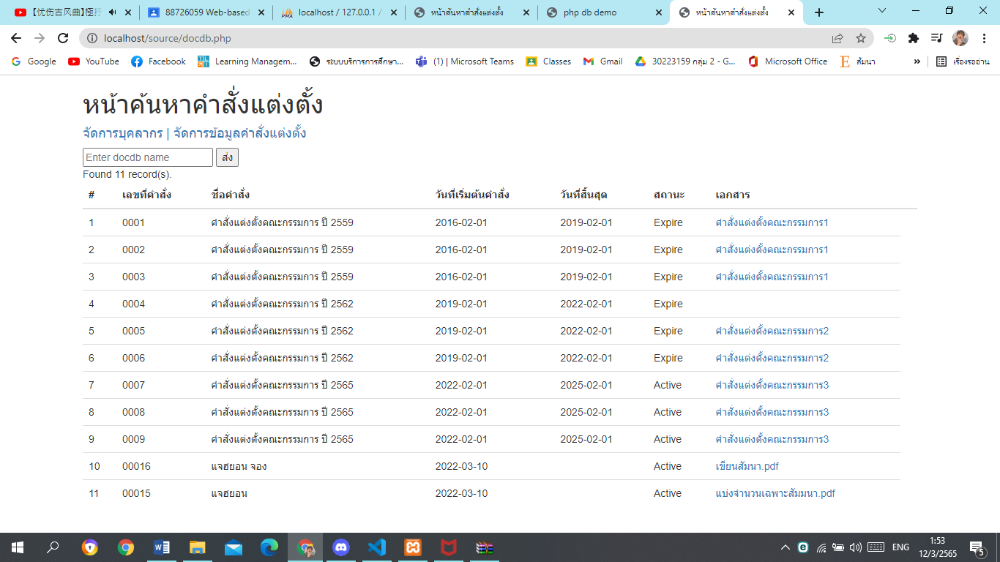 【优伤古风曲】
88726059 Web-based
localhost / 127.0.0.1 /
หน้าค้นหาคำสั่งแต่งตั้ง
php db demo
หน้าค้นหาคำสั่งแต่งตั้ง
localhost/source/docdb.php
Google YouTube Facebook Learning Managem... ระบบบริการการศึกษา... (1) | Microsoft Teams Classes Gmail 30223159 กลุ่ม 2 - G... Microsoft Office สัมนา » เรื่องรออ่าน
หน้าค้นหาคำสั่งแต่งตั้ง
จัดการบุคลากร | จัดการข้อมูลคำสั่งแต่งตั้ง
Enter docdb name ส่ง
Found 11 record(s).
# เลขที่คำสั่ง ชื่อคำสั่ง วันที่เริ่มต้นคำสั่ง วันที่สิ้นสุด สถานะ เอกสาร
1 0001 คำสั่งแต่งตั้งคณะกรรมการ ปี 2559 2016-02-01 2019-02-01 Expire คำสั่งแต่งตั้งคณะกรรมการ1
2 0002 คำสั่งแต่งตั้งคณะกรรมการ ปี 2559 2016-02-01 2019-02-01 Expire คำสั่งแต่งตั้งคณะกรรมการ1
3 0003 คำสั่งแต่งตั้งคณะกรรมการ ปี 2559 2016-02-01 2019-02-01 Expire คำสั่งแต่งตั้งคณะกรรมการ1
4 0004 คำสั่งแต่งตั้งคณะกรรมการ ปี 2562 2019-02-01 2022-02-01 Expire
5 0005 คำสั่งแต่งตั้งคณะกรรมการ ปี 2562 2019-02-01 2022-02-01 Expire คำสั่งแต่งตั้งคณะกรรมการ2
6 0006 คำสั่งแต่งตั้งคณะกรรมการ ปี 2562 2019-02-01 2022-02-01 Expire คำสั่งแต่งตั้งคณะกรรมการ2
7 0007 คำสั่งแต่งตั้งคณะกรรมการ ปี 2565 2022-02-01 2025-02-01 Active คำสั่งแต่งตั้งคณะกรรมการ3
8 0008 คำสั่งแต่งตั้งคณะกรรมการ ปี 2565 2022-02-01 2025-02-01 Active คำสั่งแต่งตั้งคณะกรรมการ3
9 0009 คำสั่งแต่งตั้งคณะกรรมการ ปี 2565 2022-02-01 2025-02-01 Active คำสั่งแต่งตั้งคณะกรรมการ3
10 00016 แจฮยอน จอง 2022-03-10 Active เขียนสัมนา.pdf
11 00015 แจฮยอน 2022-03-10 Active แบ่งจำนวนเฉพาะสัมมนา.pdf
ENG
1:53
12/3/2565
5